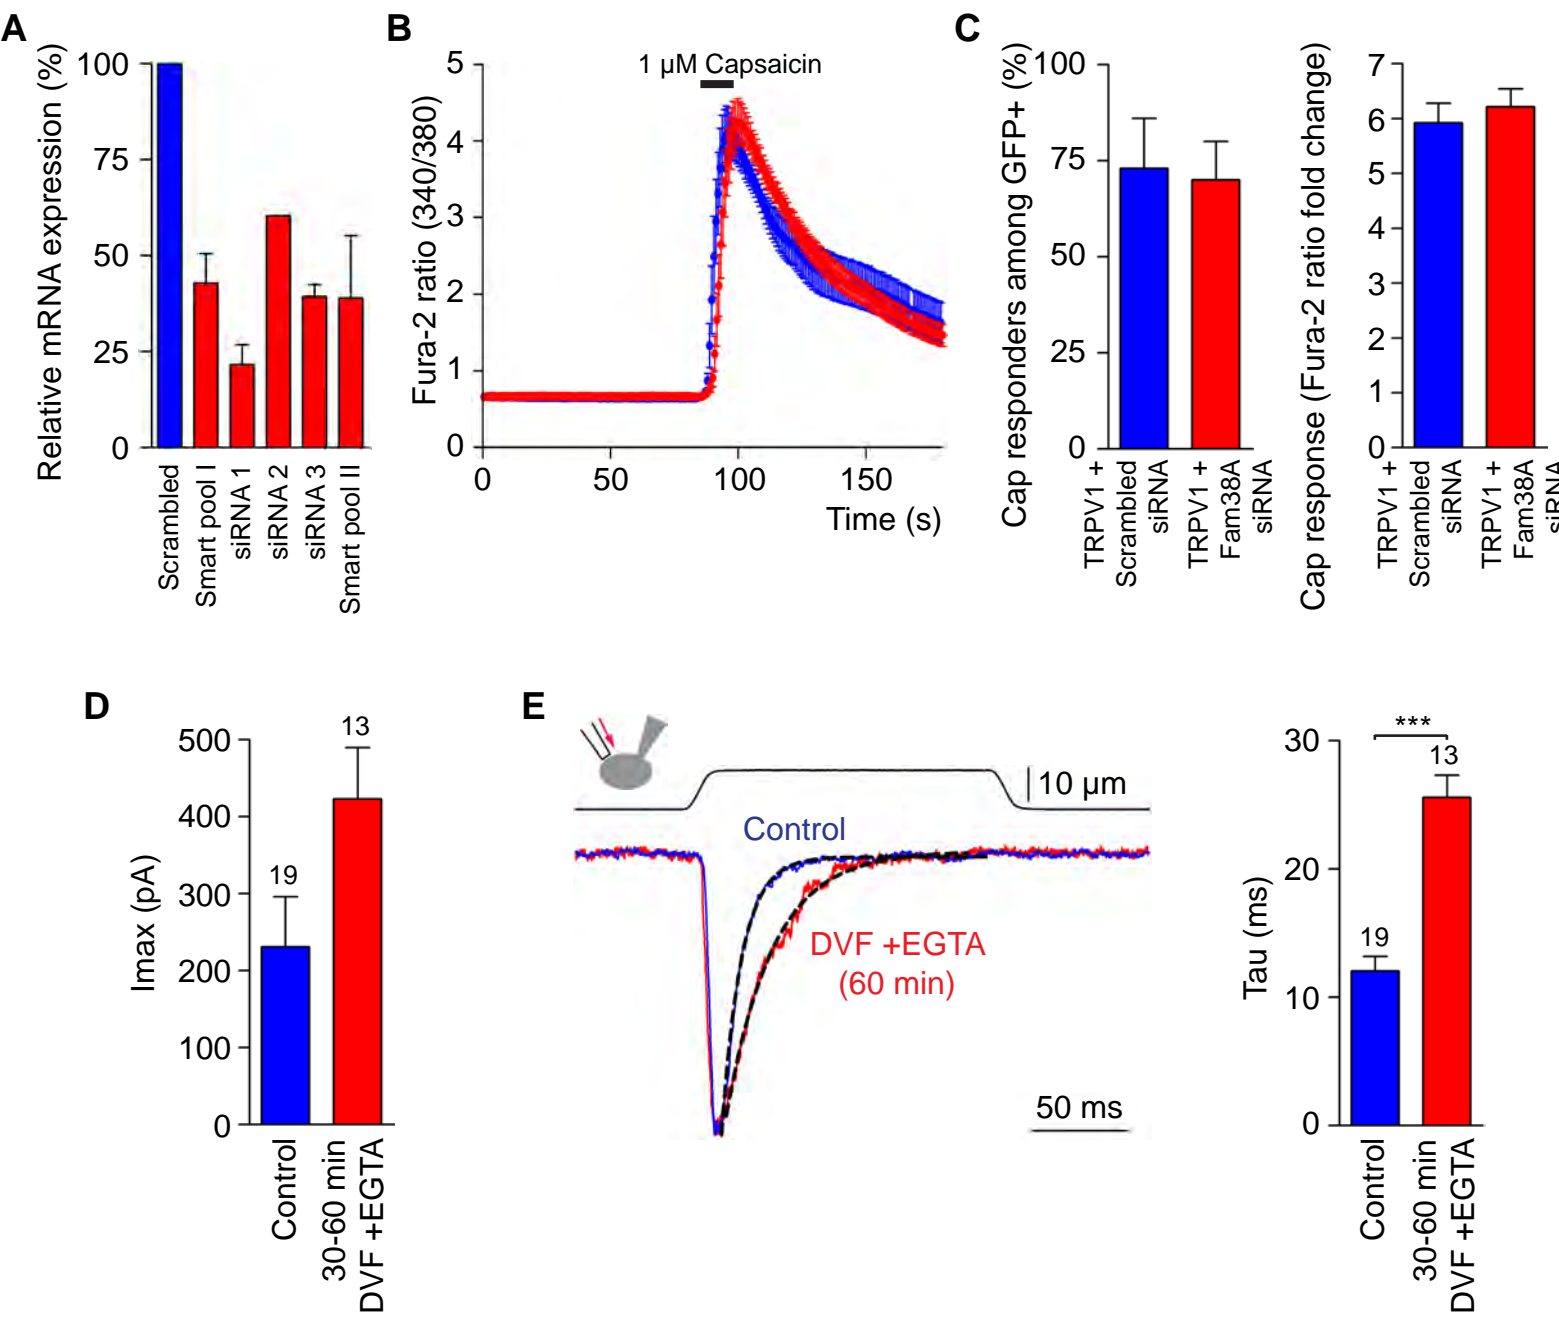 A
Relative mRNA expression (%)
100
75
50
25
0
Scrambled
Smart pool I
siRNA 1
siRNA 2
siRNA 3
Smart pool II
B
Fura-2 ratio (340/380)
5
4
3
2
1
0
1 µM Capsaicin
0
50
100
150
Time (s)
C
Cap responders among GFP+ (%)
100
75
50
25
0
TRPV1 +
Scrambled
siRNA
TRPV1 +
Fam38A
siRNA
Cap response (Fura-2 ratio fold change)
7
6
5
4
3
2
1
0
TRPV1 +
Scrambled
siRNA
TRPV1 +
Fam38A
siRNA
D
Imax (pA)
500
400
300
200
100
0
19
13
Control
30-60 min
DVF +EGTA
E
10 µm
Control
DVF +EGTA
(60 min)
50 ms
Tau (ms)
30
20
10
0
***
19
13
Control
30-60 min
DVF +EGTA